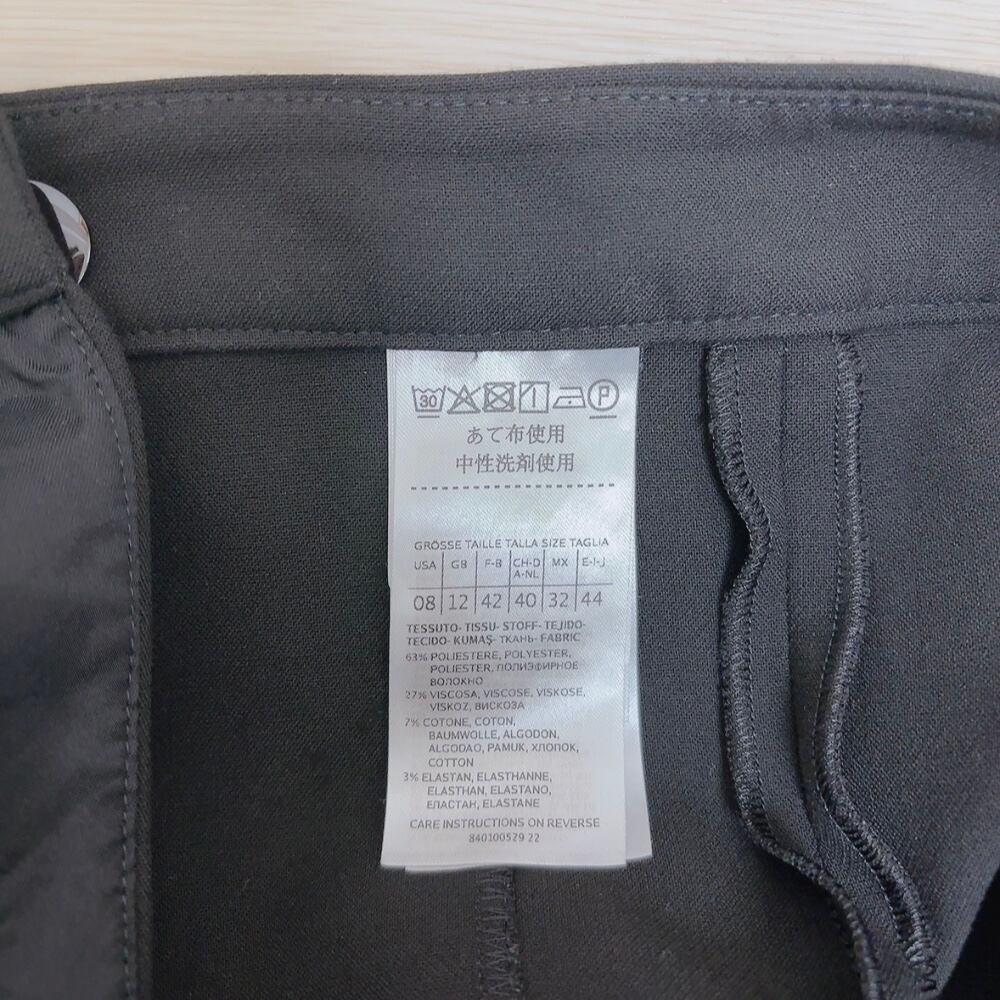 30 P
あて布使用
中性洗剤使用
GRÖSSE TAILLE TALLA SIZE TAGLIA
USA GB F-B CH-D A-NL MX E-I-J
08 12 42 40 32 44
TESSUTO- TISSU- STOFF- TEJIDO-
TECIDO- KUMAŞ- ТКАНЬ- FABRIC
63% POLIESTERE, POLYESTER,
POLIESTER, ПОЛИЭФИРНОЕ
ВОЛОКНО
27% VISCOSA, VISCOSE, VISKOSE,
VISKOZ, ВИСКОЗА
7% COTONE, COTON,
BAUMWOLLE, ALGODON,
ALGODAO, PAMUK, ХЛОПОК,
COTTON
3% ELASTAN, ELASTHANNE,
ELASTHAN, ELASTANO,
ЕЛАСТАН, ELASTANE
CARE INSTRUCTIONS ON REVERSE
840100529 22